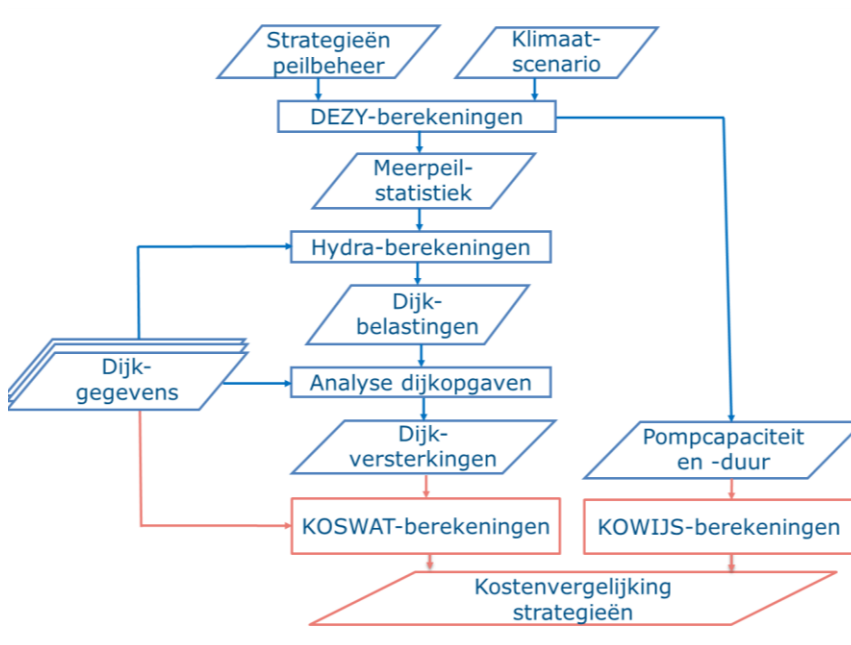 Strategieën
peilbeheer
Klimaat-
scenario
DEZY-berekeningen
Meerpeil-
statistiek
Hydra-berekeningen
Dijk-
belastingen
Dijk-
gegevens
Analyse dijkopgaven
Dijk-
versterkingen
Pompcapaciteit
en -duur
KOSWAT-berekeningen
KOWIJS-berekeningen
Kostenvergelijking
strategieën